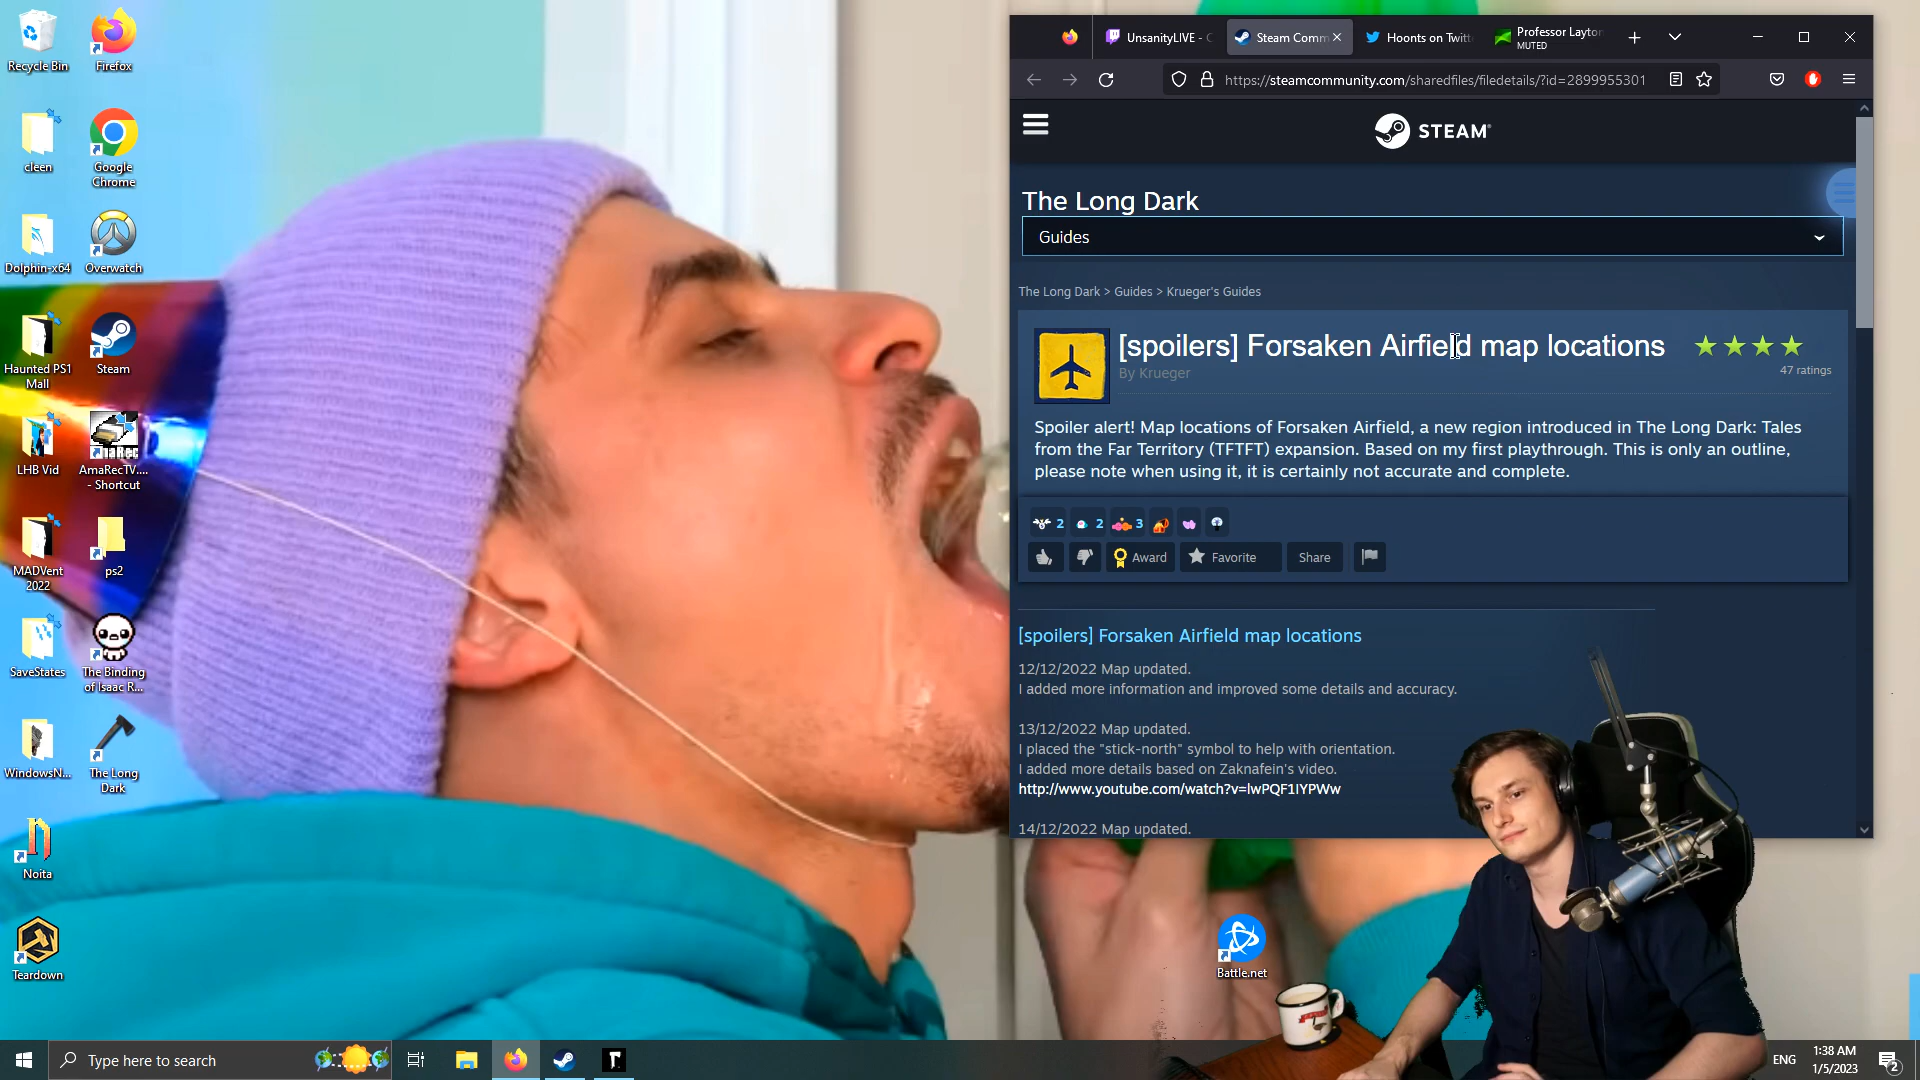 Recycle Bin
Firefox
cleen
Google
Chrome
Dolphin-x64
Overwatch
Haunted PS1
Mall
Steam
LHB Vid
AmaRecTV....
- Shortcut
MADVent
2022
ps2
SaveStates
The Binding
of Isaac R...
WindowsN...
The Long
Dark
Noita
Teardown
Battle.net
UnsanityLIVE -
Steam Comm
Hoonts on Twitt
Professor Layton
MUTED
https://steamcommunity.com/sharedfiles/filedetails/?id=2899955301
STEAM®
The Long Dark
Guides
The Long Dark > Guides > Krueger's Guides
[spoilers] Forsaken Airfield map locations
By Krueger
47 ratings
Spoiler alert! Map locations of Forsaken Airfield, a new region introduced in The Long Dark: Tales
from the Far Territory (TFTFT) expansion. Based on my first playthrough. This is only an outline,
please note when using it, it is certainly not accurate and complete.
2 2 3
Award Favorite Share
[spoilers] Forsaken Airfield map locations
12/12/2022 Map updated.
I added more information and improved some details and accuracy.
13/12/2022 Map updated.
I placed the "stick-north" symbol to help with orientation.
I added more details based on Zaknafein's video.
http://www.youtube.com/watch?v=lwPQF1IYPWw
14/12/2022 Map updated.
Type here to search
ENG
1:38 AM
1/5/2023
2